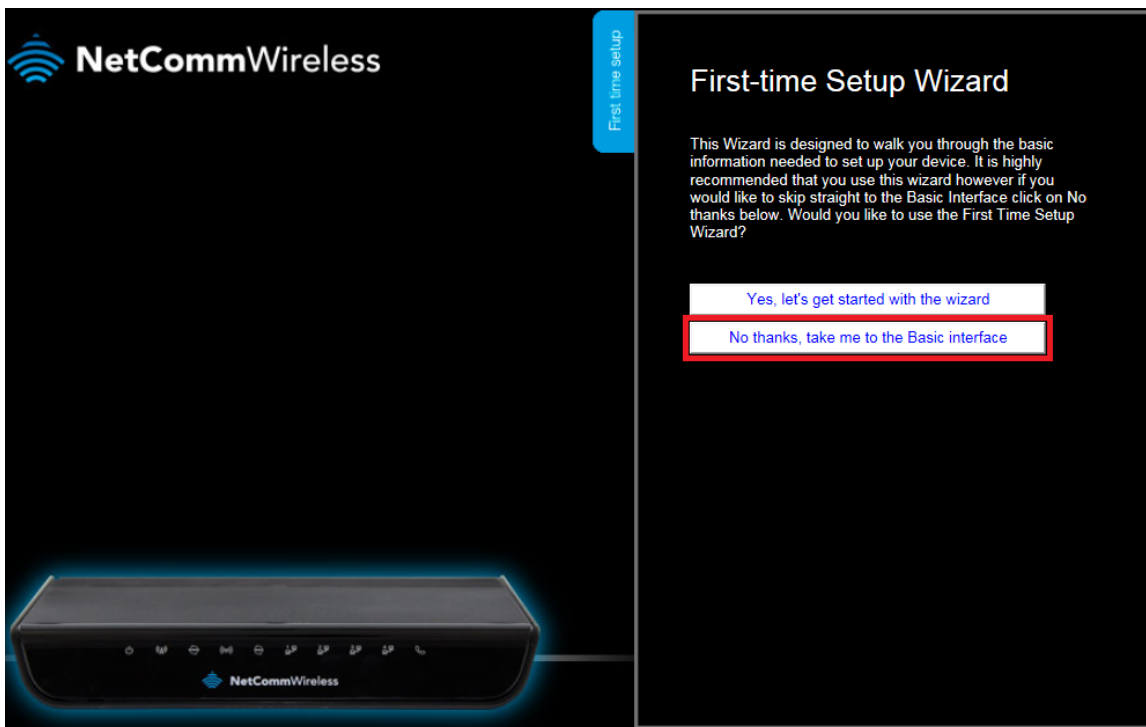 NetCommWireless
First time setup
First-time Setup Wizard
This Wizard is designed to walk you through the basic
information needed to set up your device. It is highly
recommended that you use this wizard however if you
would like to skip straight to the Basic Interface click on No
thanks below. Would you like to use the First Time Setup
Wizard?
Yes, let's get started with the wizard
No thanks, take me to the Basic interface
NetCommWireless